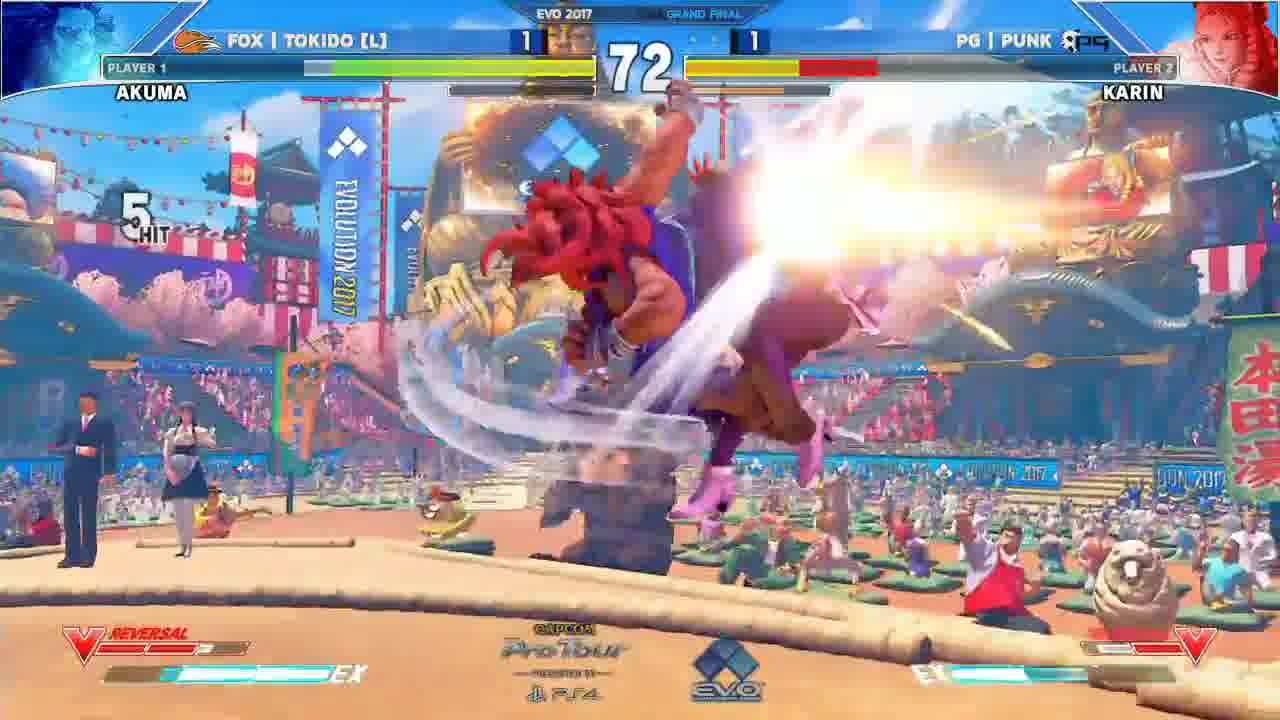 EVO 2017
GRAND FINAL
FOX | TOKIDO [L]
1
72
1
PG | PUNK
PLAYER 1
PLAYER 2
AKUMA
KARIN
5
HIT
EVOLUTION 2017
本田湯
REVERSAL
EX
EX
CAPCOM
Pro Tour
PS4
EVO